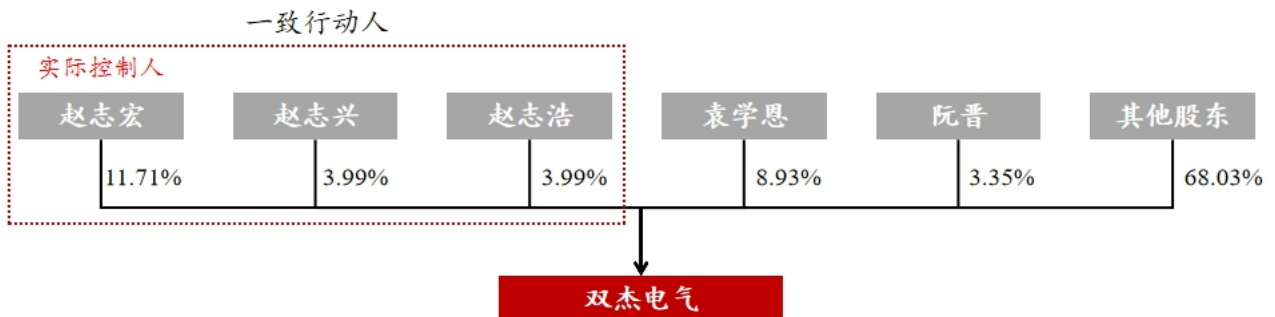 一致行动人
实际控制人
赵志宏 赵志兴 赵志浩 袁学恩 阮晋 其他股东
11.71% 3.99% 3.99% 8.93% 3.35% 68.03%
双杰电气